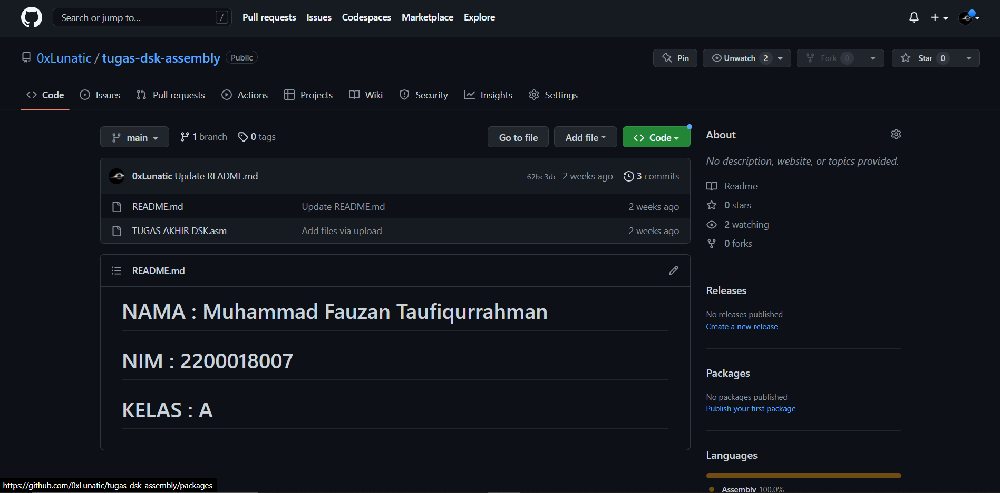 Search or jump to... /
Pull requests Issues Codespaces Marketplace Explore
0xLunatic / tugas-dsk-assembly Public
Pin Unwatch 2 Fork 0 Star 0
Code Issues Pull requests Actions Projects Wiki Security Insights Settings
main 1 branch 0 tags Go to file Add file Code
0xLunatic Update README.md 62bc3dc 2 weeks ago 3 commits
README.md Update README.md 2 weeks ago
TUGAS AKHIR DSK.asm Add files via upload 2 weeks ago
README.md
NAMA : Muhammad Fauzan Taufiqurrahman
NIM : 2200018007
KELAS : A
About
No description, website, or topics provided.
Readme
0 stars
2 watching
0 forks
Releases
No releases published
Create a new release
Packages
No packages published
Publish your first package
Languages
Assembly 100.0%
https://github.com/0xLunatic/tugas-dsk-assembly/packages